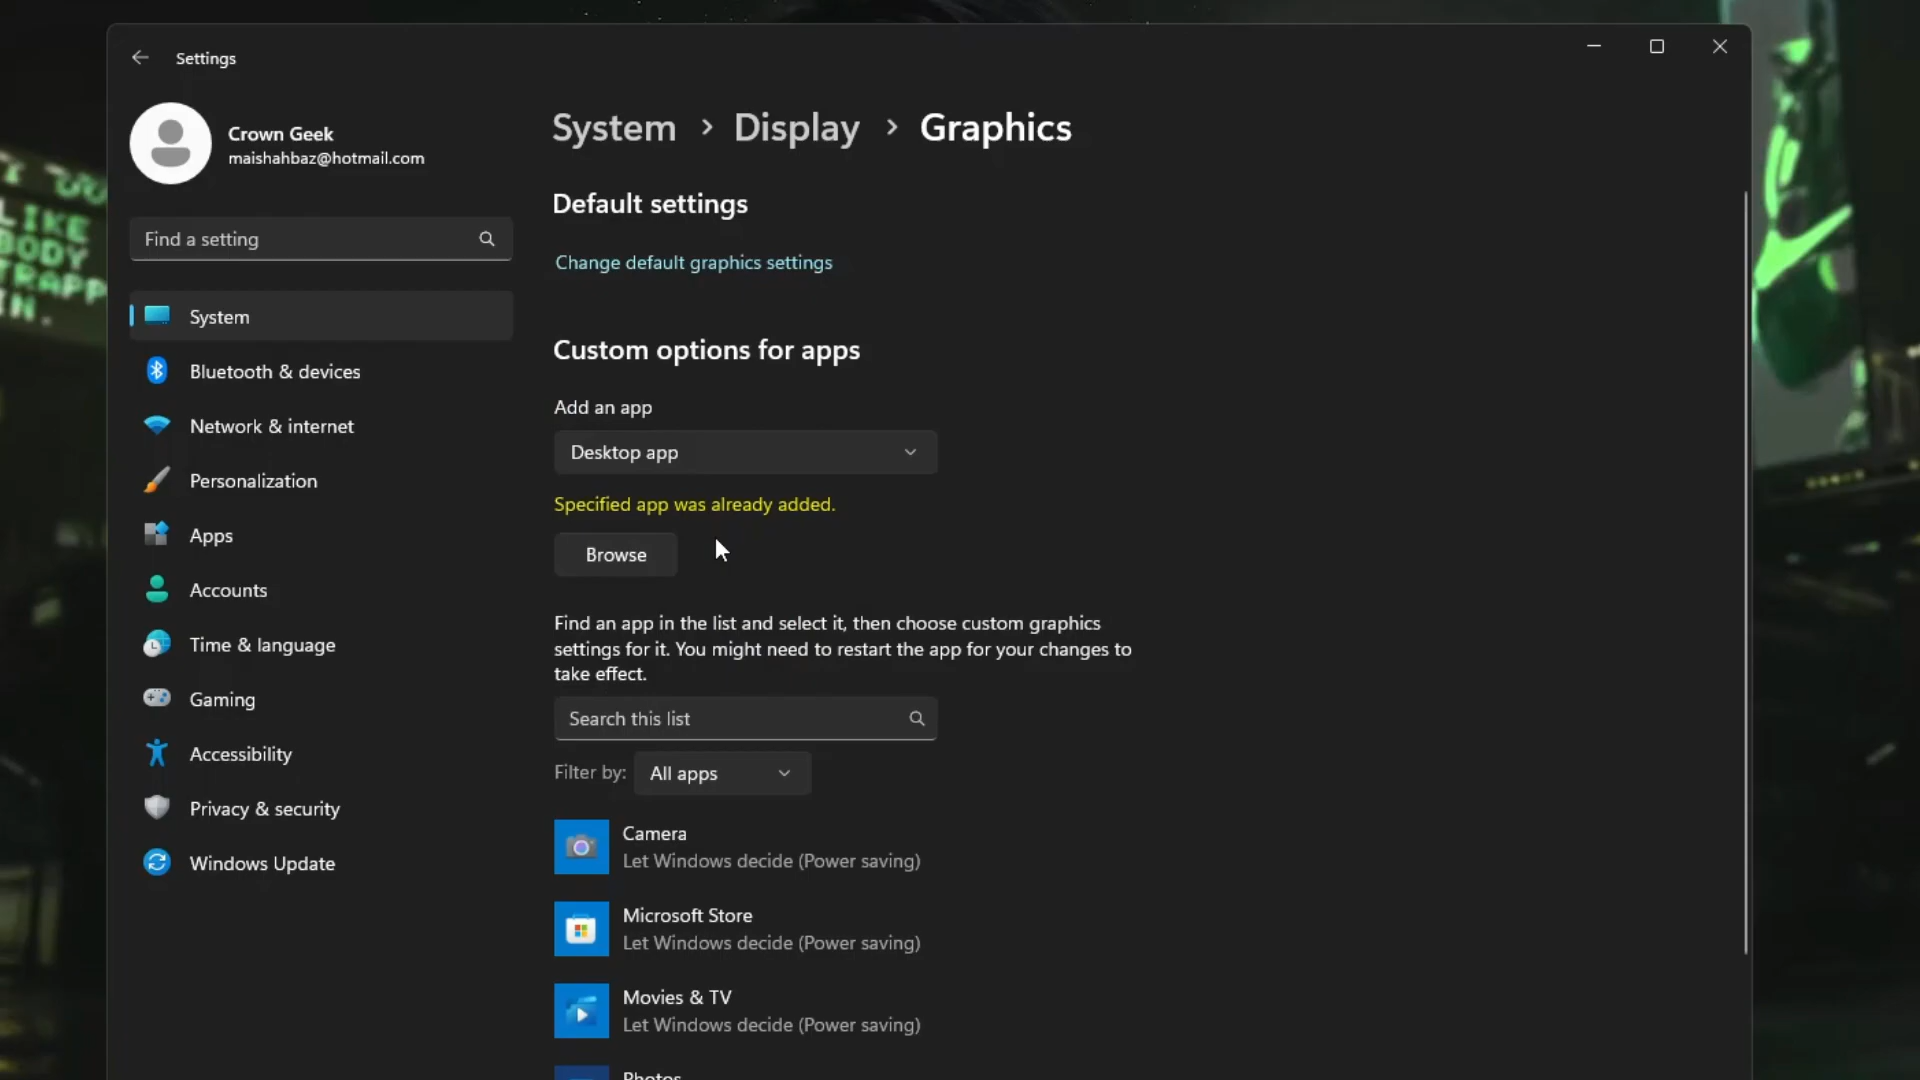 Settings
Crown Geek
maishahbaz@hotmail.com
Find a setting
System
Bluetooth & devices
Network & internet
Personalization
Apps
Accounts
Time & language
Gaming
Accessibility
Privacy & security
Windows Update
System > Display > Graphics
Default settings
Change default graphics settings
Custom options for apps
Add an app
Desktop app
Specified app was already added.
Browse
Find an app in the list and select it, then choose custom graphics
settings for it. You might need to restart the app for your changes to
take effect.
Search this list
Filter by: All apps
Camera
Let Windows decide (Power saving)
Microsoft Store
Let Windows decide (Power saving)
Movies & TV
Let Windows decide (Power saving)
Photos
LIKE
BODY
TRAPP
IN.